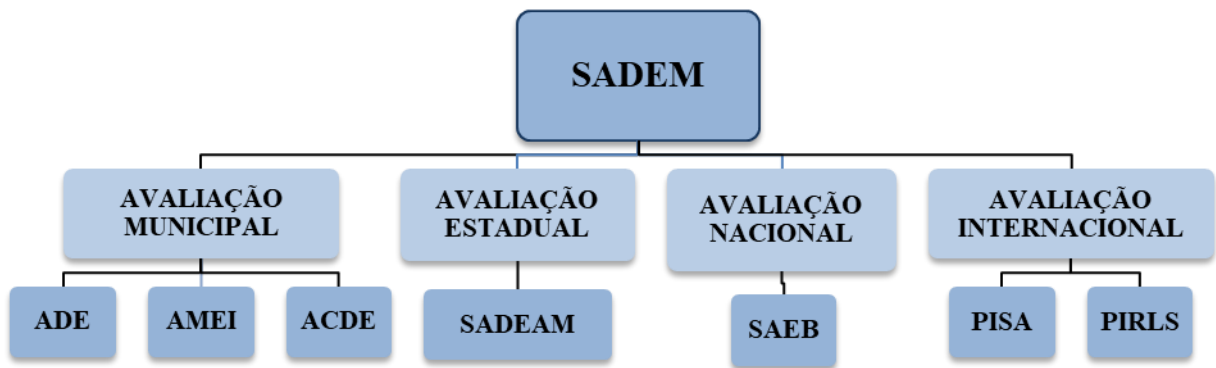 SADEM
AVALIAÇÃO
MUNICIPAL
AVALIAÇÃO
ESTADUAL
AVALIAÇÃO
NACIONAL
AVALIAÇÃO
INTERNACIONAL
ADE
AMEI
ACDE
SADEAM
SAEB
PISA
PIRLS